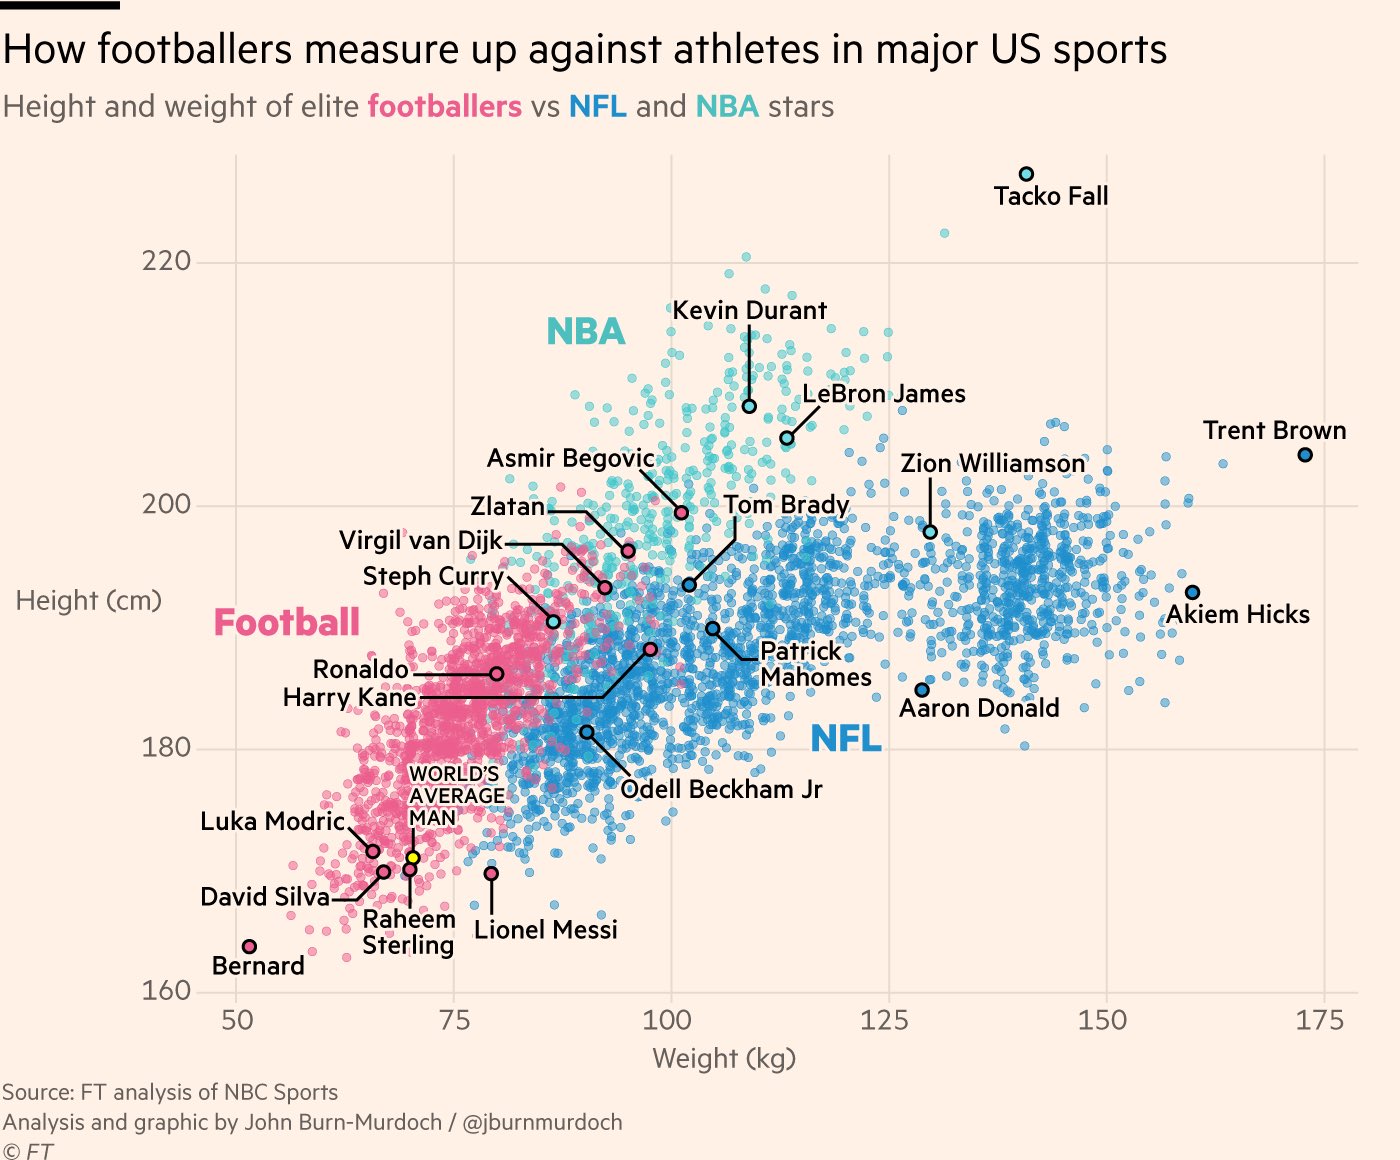 How footballers measure up against athletes in major US sports
Height and weight of elite footballers vs NFL and NBA stars
Tacko Fall
220
Kevin Durant
NBA
LeBron James
Trent Brown
Asmir Begovic
Zion Williamson
200
Zlatan
Tom Brady
Virgil van Dijk
Steph Curry
Height (cm)
Akiem Hicks
Football
Patrick
Mahomes
Ronaldo
Harry Kane
Aaron Donald
NFL
180
WORLD'S
AVERAGE
MAN
Odell Beckham Jr
Luka Modric
David Silva
Raheem
Sterling
Lionel Messi
Bernard
160
50 75 100 125 150 175
Weight (kg)
Source: FT analysis of NBC Sports
Analysis and graphic by John Burn-Murdoch / @jburnmurdoch
© FT